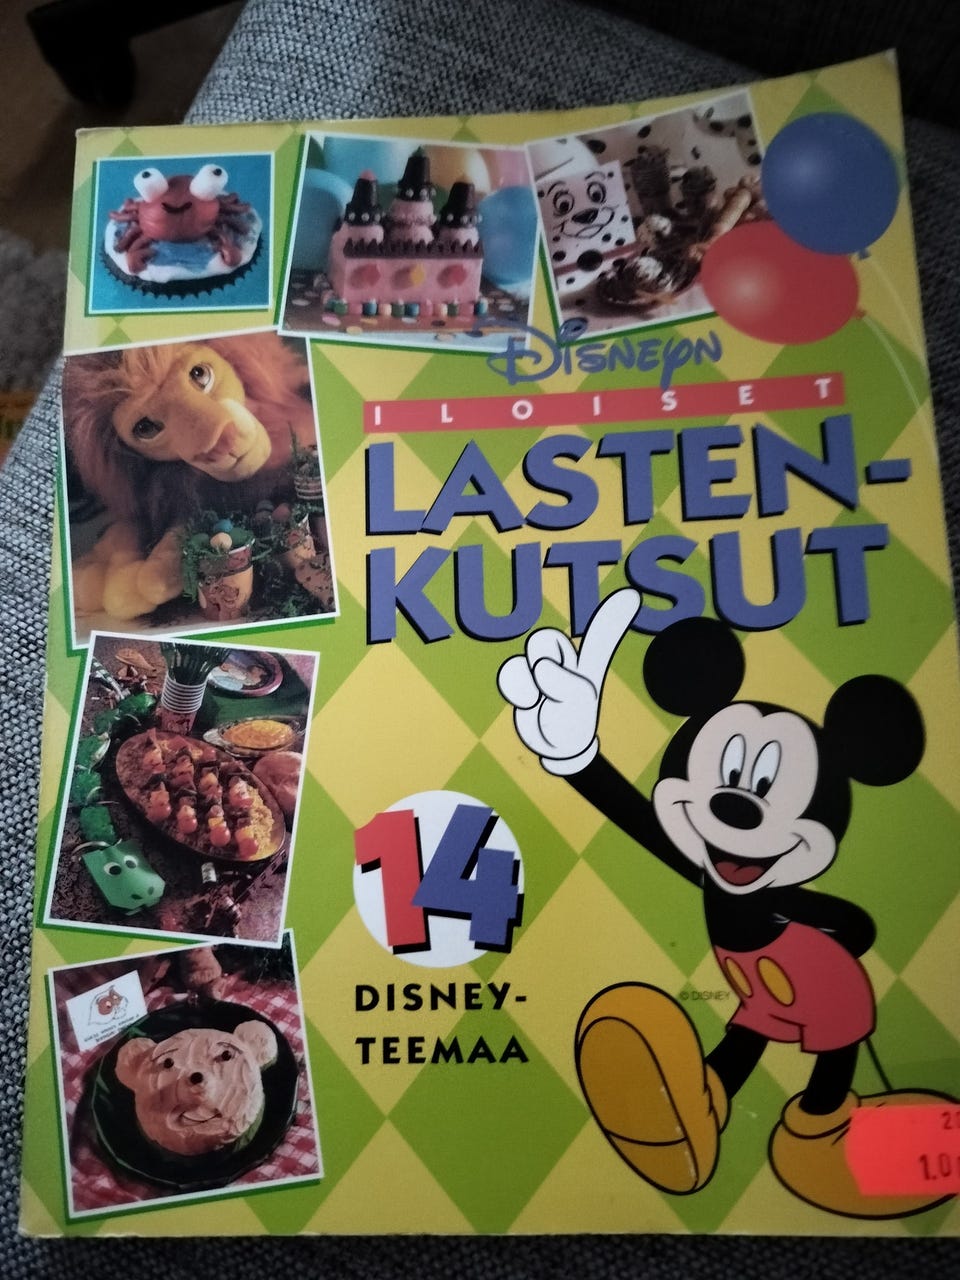 DISNEYN
ILOISET
LASTEN-
KUTSUT
14
DISNEY-
TEEMAA
© DISNEY